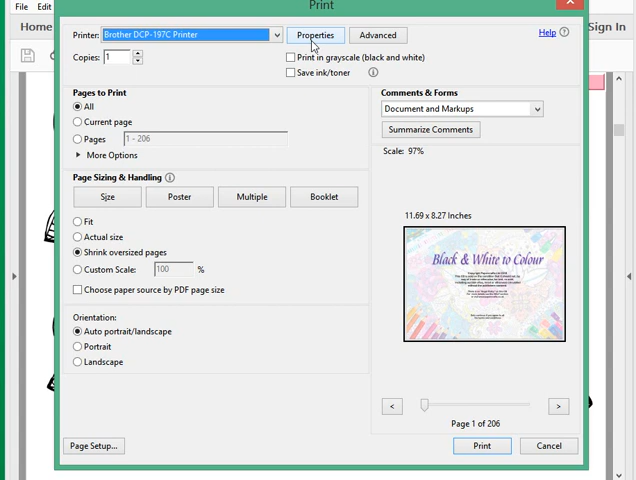 Print
File Edit
Home
Sign In
Printer: Brother DCP-197C Printer Properties Advanced Help
Copies: 1
Print in grayscale (black and white)
Save ink/toner
Pages to Print
All
Current page
Pages 1 - 206
More Options
Comments & Forms
Document and Markups
Summarize Comments
Scale: 97%
Page Sizing & Handling
Size Poster Multiple Booklet
Fit
Actual size
Shrink oversized pages
Custom Scale: 100 %
Choose paper source by PDF page size
Orientation:
Auto portrait/landscape
Portrait
Landscape
11.69 x 8.27 Inches
Black & White to Colour
< >
Page 1 of 206
Page Setup... Print Cancel